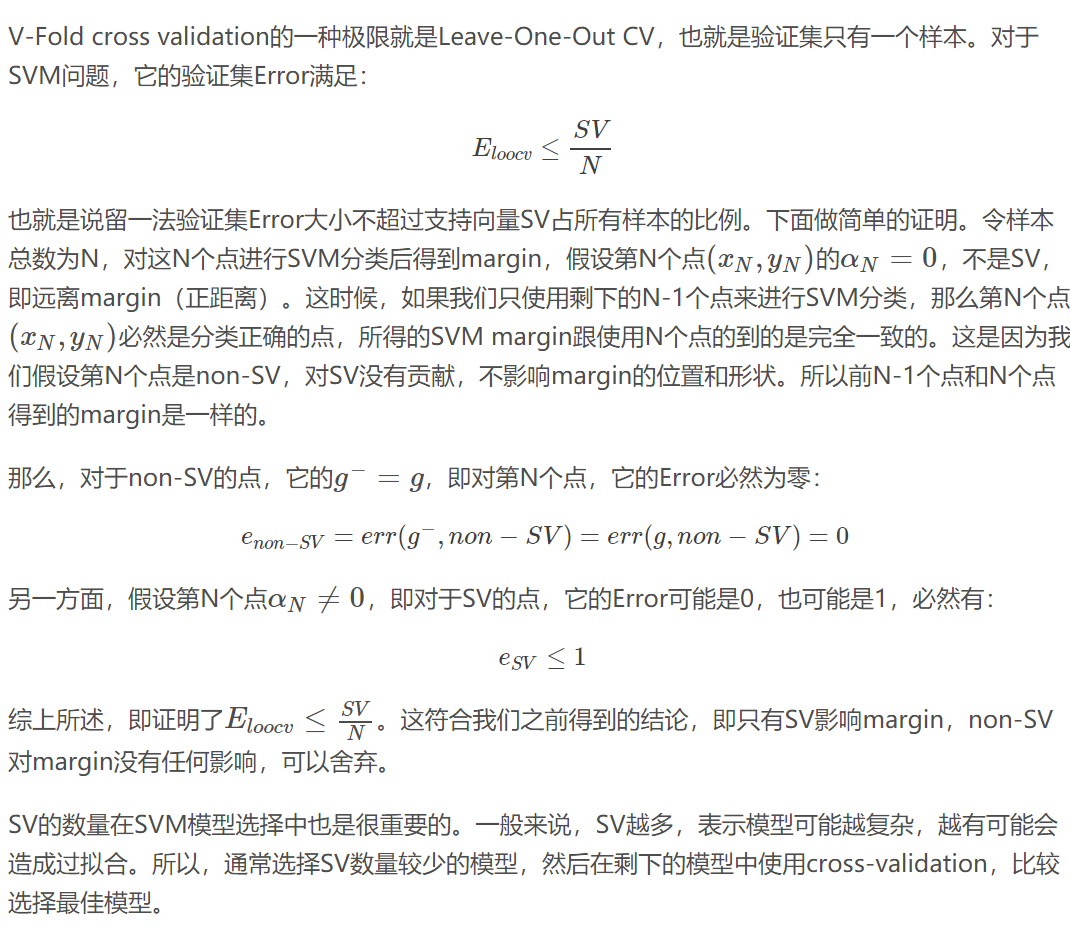 V-Fold cross validation的一种极限就是Leave-One-Out CV，也就是验证集只有一个样本。对于
SVM问题，它的验证集Error满足：
E_{loocv} ≤ \frac{SV}{N}
也就是说留一法验证集Error大小不超过支持向量SV占所有样本的比例。下面做简单的证明。令样本
总数为N，对这N个点进行SVM分类后得到margin，假设第N个点(x_N, y_N)的α_N = 0，不是SV，
即远离margin（正距离）。这时候，如果我们只使用剩下的N-1个点来进行SVM分类，那么第N个点
(x_N, y_N)必然是分类正确的点，所得的SVM margin跟使用N个点的到的是完全一致的。这是因为我
们假设第N个点是non-SV，对SV没有贡献，不影响margin的位置和形状。所以前N-1个点和N个点
得到的margin是一样的。
那么，对于non-SV的点，它的g^- = g，即对第N个点，它的Error必然为零：
e_{non-SV} = err(g^-, non - SV) = err(g, non - SV) = 0
另一方面，假设第N个点α_N ≠ 0，即对于SV的点，它的Error可能是0，也可能是1，必然有：
e_{SV} ≤ 1
综上所述，即证明了E_{loocv} ≤ \frac{SV}{N}。这符合我们之前得到的结论，即只有SV影响margin，non-SV
对margin没有任何影响，可以舍弃。
SV的数量在SVM模型选择中也是很重要的。一般来说，SV越多，表示模型可能越复杂，越有可能会
造成过拟合。所以，通常选择SV数量较少的模型，然后在剩下的模型中使用cross-validation，比较
选择最佳模型。